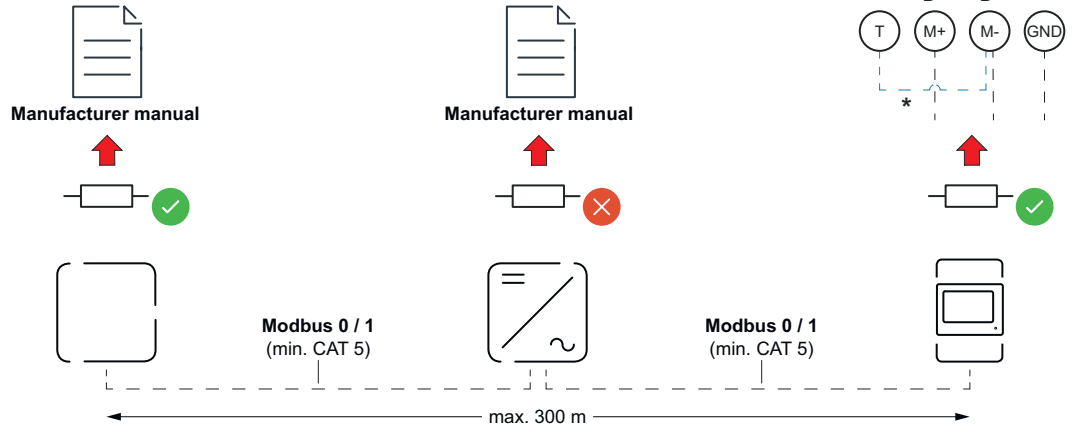 T M+ M- GND
*
Manufacturer manual Manufacturer manual
Modbus 0 / 1 Modbus 0 / 1
(min. CAT 5) (min. CAT 5)
max. 300 m